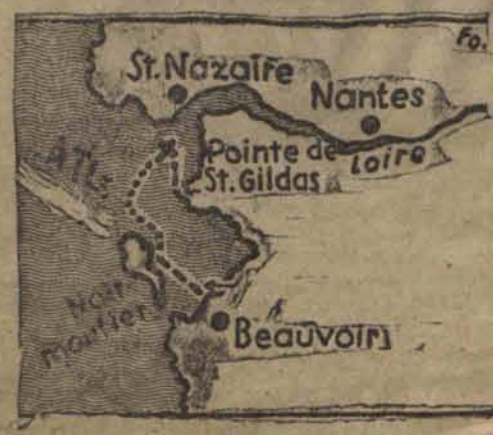 Fo.
St. Nazaire
Nantes
ATL.
Pointe de
St. Gildas
Loire
Noir-
moutier
Beauvoir